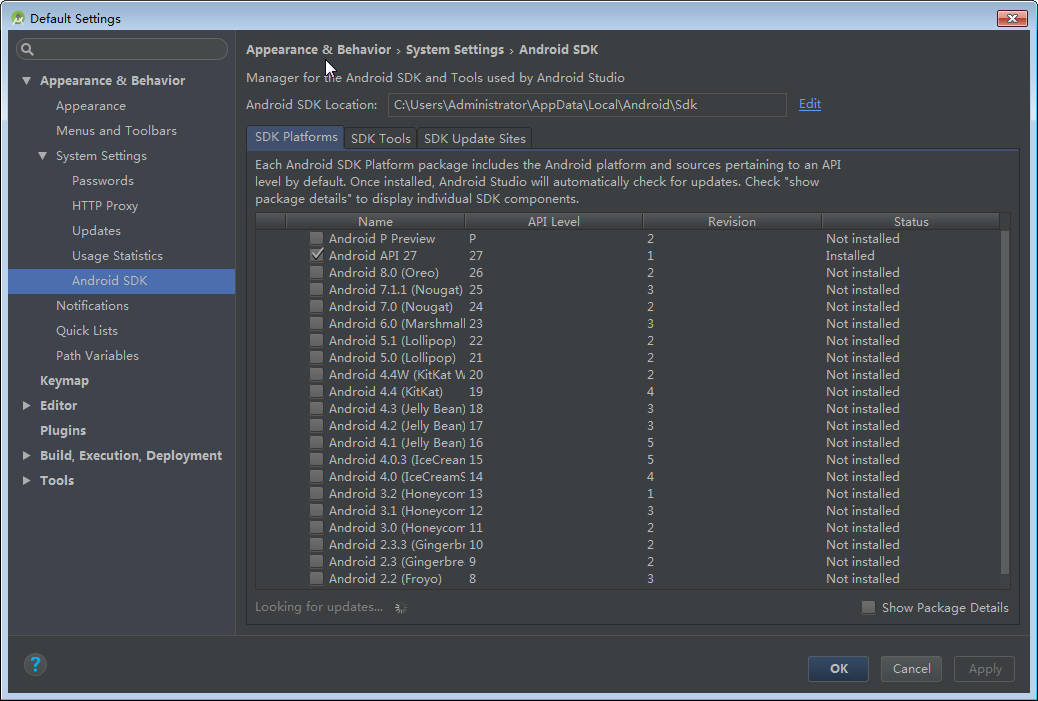 Default Settings
Appearance & Behavior
Appearance
Menus and Toolbars
System Settings
Passwords
HTTP Proxy
Updates
Usage Statistics
Android SDK
Notifications
Quick Lists
Path Variables
Keymap
Editor
Plugins
Build, Execution, Deployment
Tools
Appearance & Behavior › System Settings › Android SDK
Manager for the Android SDK and Tools used by Android Studio
Android SDK Location: C:\Users\Administrator\AppData\Local\Android\Sdk Edit
SDK Platforms SDK Tools SDK Update Sites
Each Android SDK Platform package includes the Android platform and sources pertaining to an API
level by default. Once installed, Android Studio will automatically check for updates. Check "show
package details" to display individual SDK components.
Name API Level Revision Status
Android P Preview P 2 Not installed
Android API 27 27 1 Installed
Android 8.0 (Oreo) 26 2 Not installed
Android 7.1.1 (Nougat) 25 3 Not installed
Android 7.0 (Nougat) 24 2 Not installed
Android 6.0 (Marshmall 23 3 Not installed
Android 5.1 (Lollipop) 22 2 Not installed
Android 5.0 (Lollipop) 21 2 Not installed
Android 4.4W (KitKat W 20 2 Not installed
Android 4.4 (KitKat) 19 4 Not installed
Android 4.3 (Jelly Bean) 18 3 Not installed
Android 4.2 (Jelly Bean) 17 3 Not installed
Android 4.1 (Jelly Bean) 16 5 Not installed
Android 4.0.3 (IceCrean 15 5 Not installed
Android 4.0 (IceCreamS 14 4 Not installed
Android 3.2 (Honeycom 13 1 Not installed
Android 3.1 (Honeycom 12 3 Not installed
Android 3.0 (Honeycom 11 2 Not installed
Android 2.3.3 (Gingerbr 10 2 Not installed
Android 2.3 (Gingerbre 9 2 Not installed
Android 2.2 (Froyo) 8 3 Not installed
Looking for updates... Show Package Details
? OK Cancel Apply